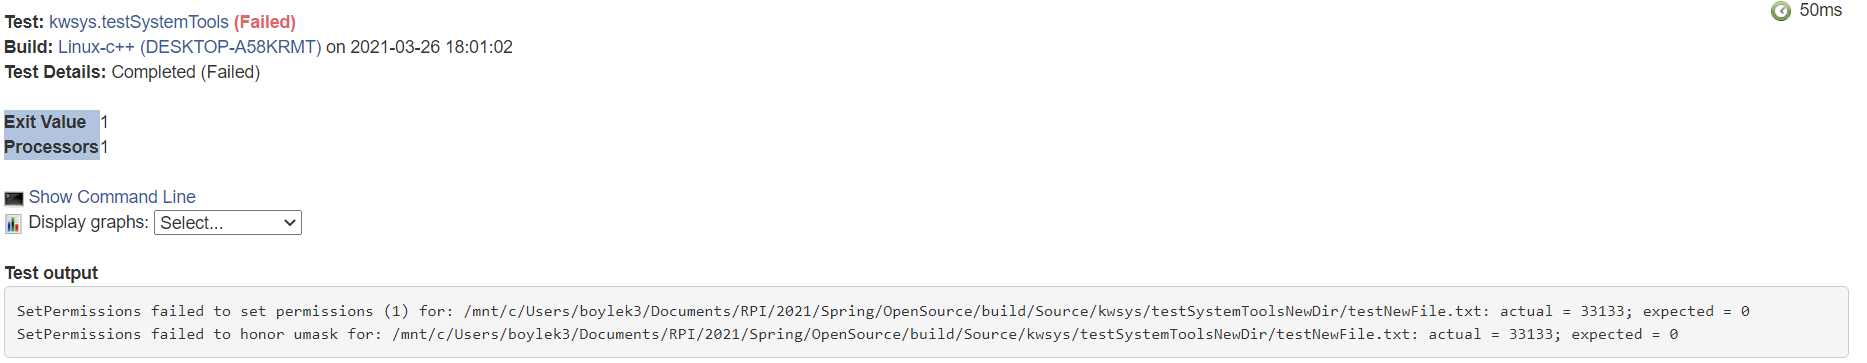 Test: kwsys.testSystemTools (Failed)
50ms
Build: Linux-c++ (DESKTOP-A58KRMT) on 2021-03-26 18:01:02
Test Details: Completed (Failed)
Exit Value 1
Processors 1
Show Command Line
Display graphs: Select...
Test output
SetPermissions failed to set permissions (1) for: /mnt/c/Users/boylek3/Documents/RPI/2021/Spring/OpenSource/build/Source/kwsys/testSystemToolsNewDir/testNewFile.txt: actual = 33133; expected = 0
SetPermissions failed to honor umask for: /mnt/c/Users/boylek3/Documents/RPI/2021/Spring/OpenSource/build/Source/kwsys/testSystemToolsNewDir/testNewFile.txt: actual = 33133; expected = 0